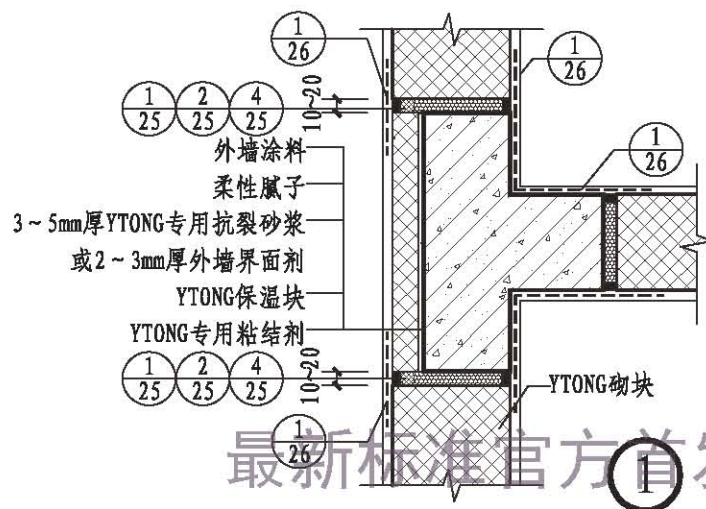 1
26
1
26
1
26
1 2 4
25 25 25
10~20
外墙涂料
柔性腻子
3~5mm厚YTONG专用抗裂砂浆
或2~3mm厚外墙界面剂
YTONG保温块
YTONG专用粘结剂
1 2 4
25 25 25
10~20
YTONG砌块
1
26
最新标准官方首发
1